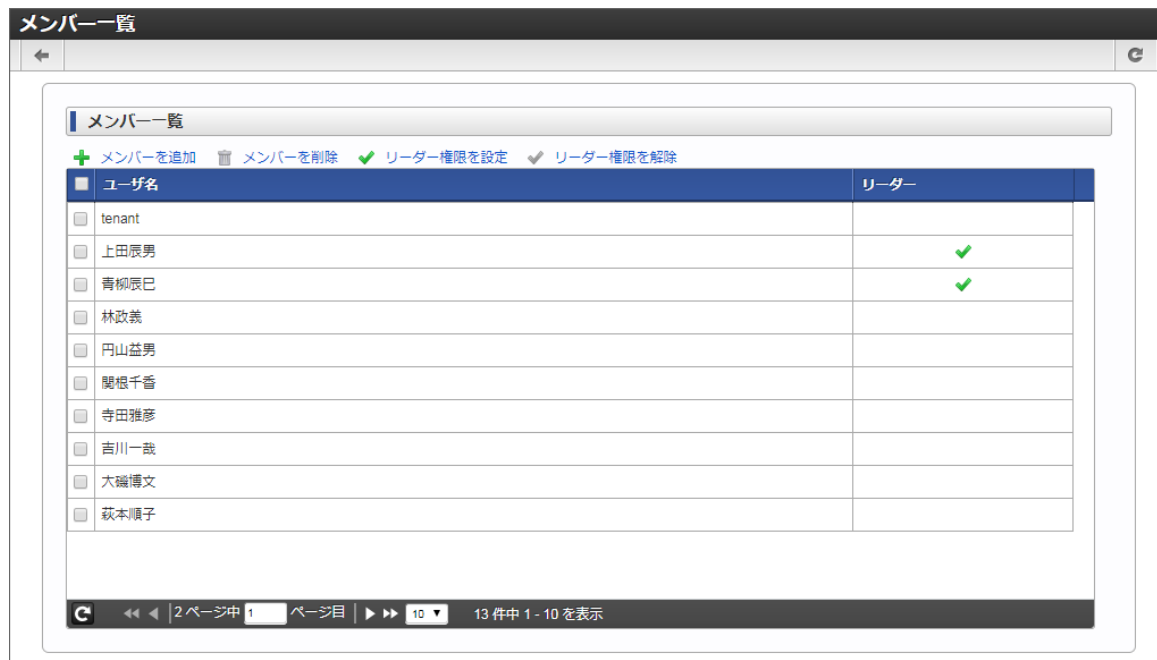 メンバー一覧
メンバー一覧
メンバーを追加 メンバーを削除 リーダー権限を設定 リーダー権限を解除
ユーザ名 リーダー
tenant
上田辰男
青柳辰巳
林政義
円山益男
関根千香
寺田雅彦
吉川一哉
大磯博文
萩本順子
2 ページ中 1 ページ目 10 13 件中 1 - 10 を表示